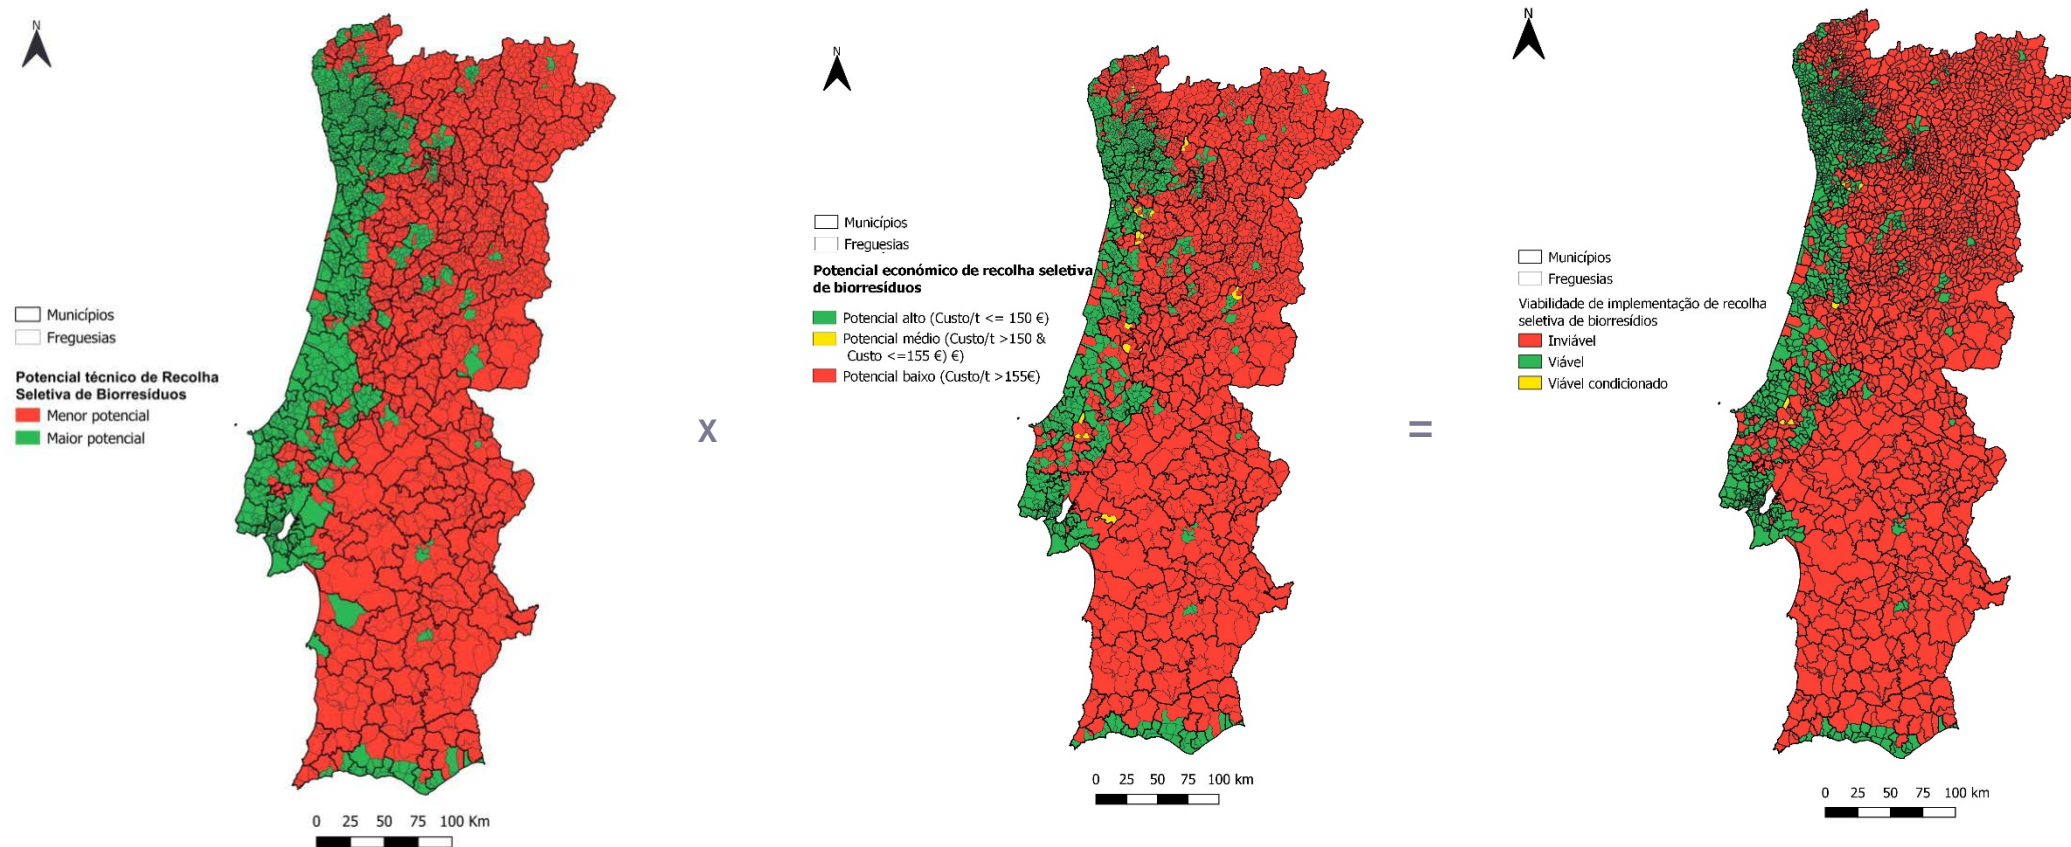 N
Municípios
Freguesias
Potencial técnico de Recolha
Seletiva de Biorresíduos
Menor potencial
Maior potencial
0 25 50 75 100 Km
x
N
Municípios
Freguesias
Potencial económico de recolha seletiva
de biorresíduos
Potencial alto (Custo/t <= 150 €)
Potencial médio (Custo/t >150 &
Custo <=155 €) €)
Potencial baixo (Custo/t >155€)
0 25 50 75 100 km
=
N
Municípios
Freguesias
Viabilidade de implementação de recolha
seletiva de biorresídios
Inviável
Viável
Viável condicionado
0 25 50 75 100 km